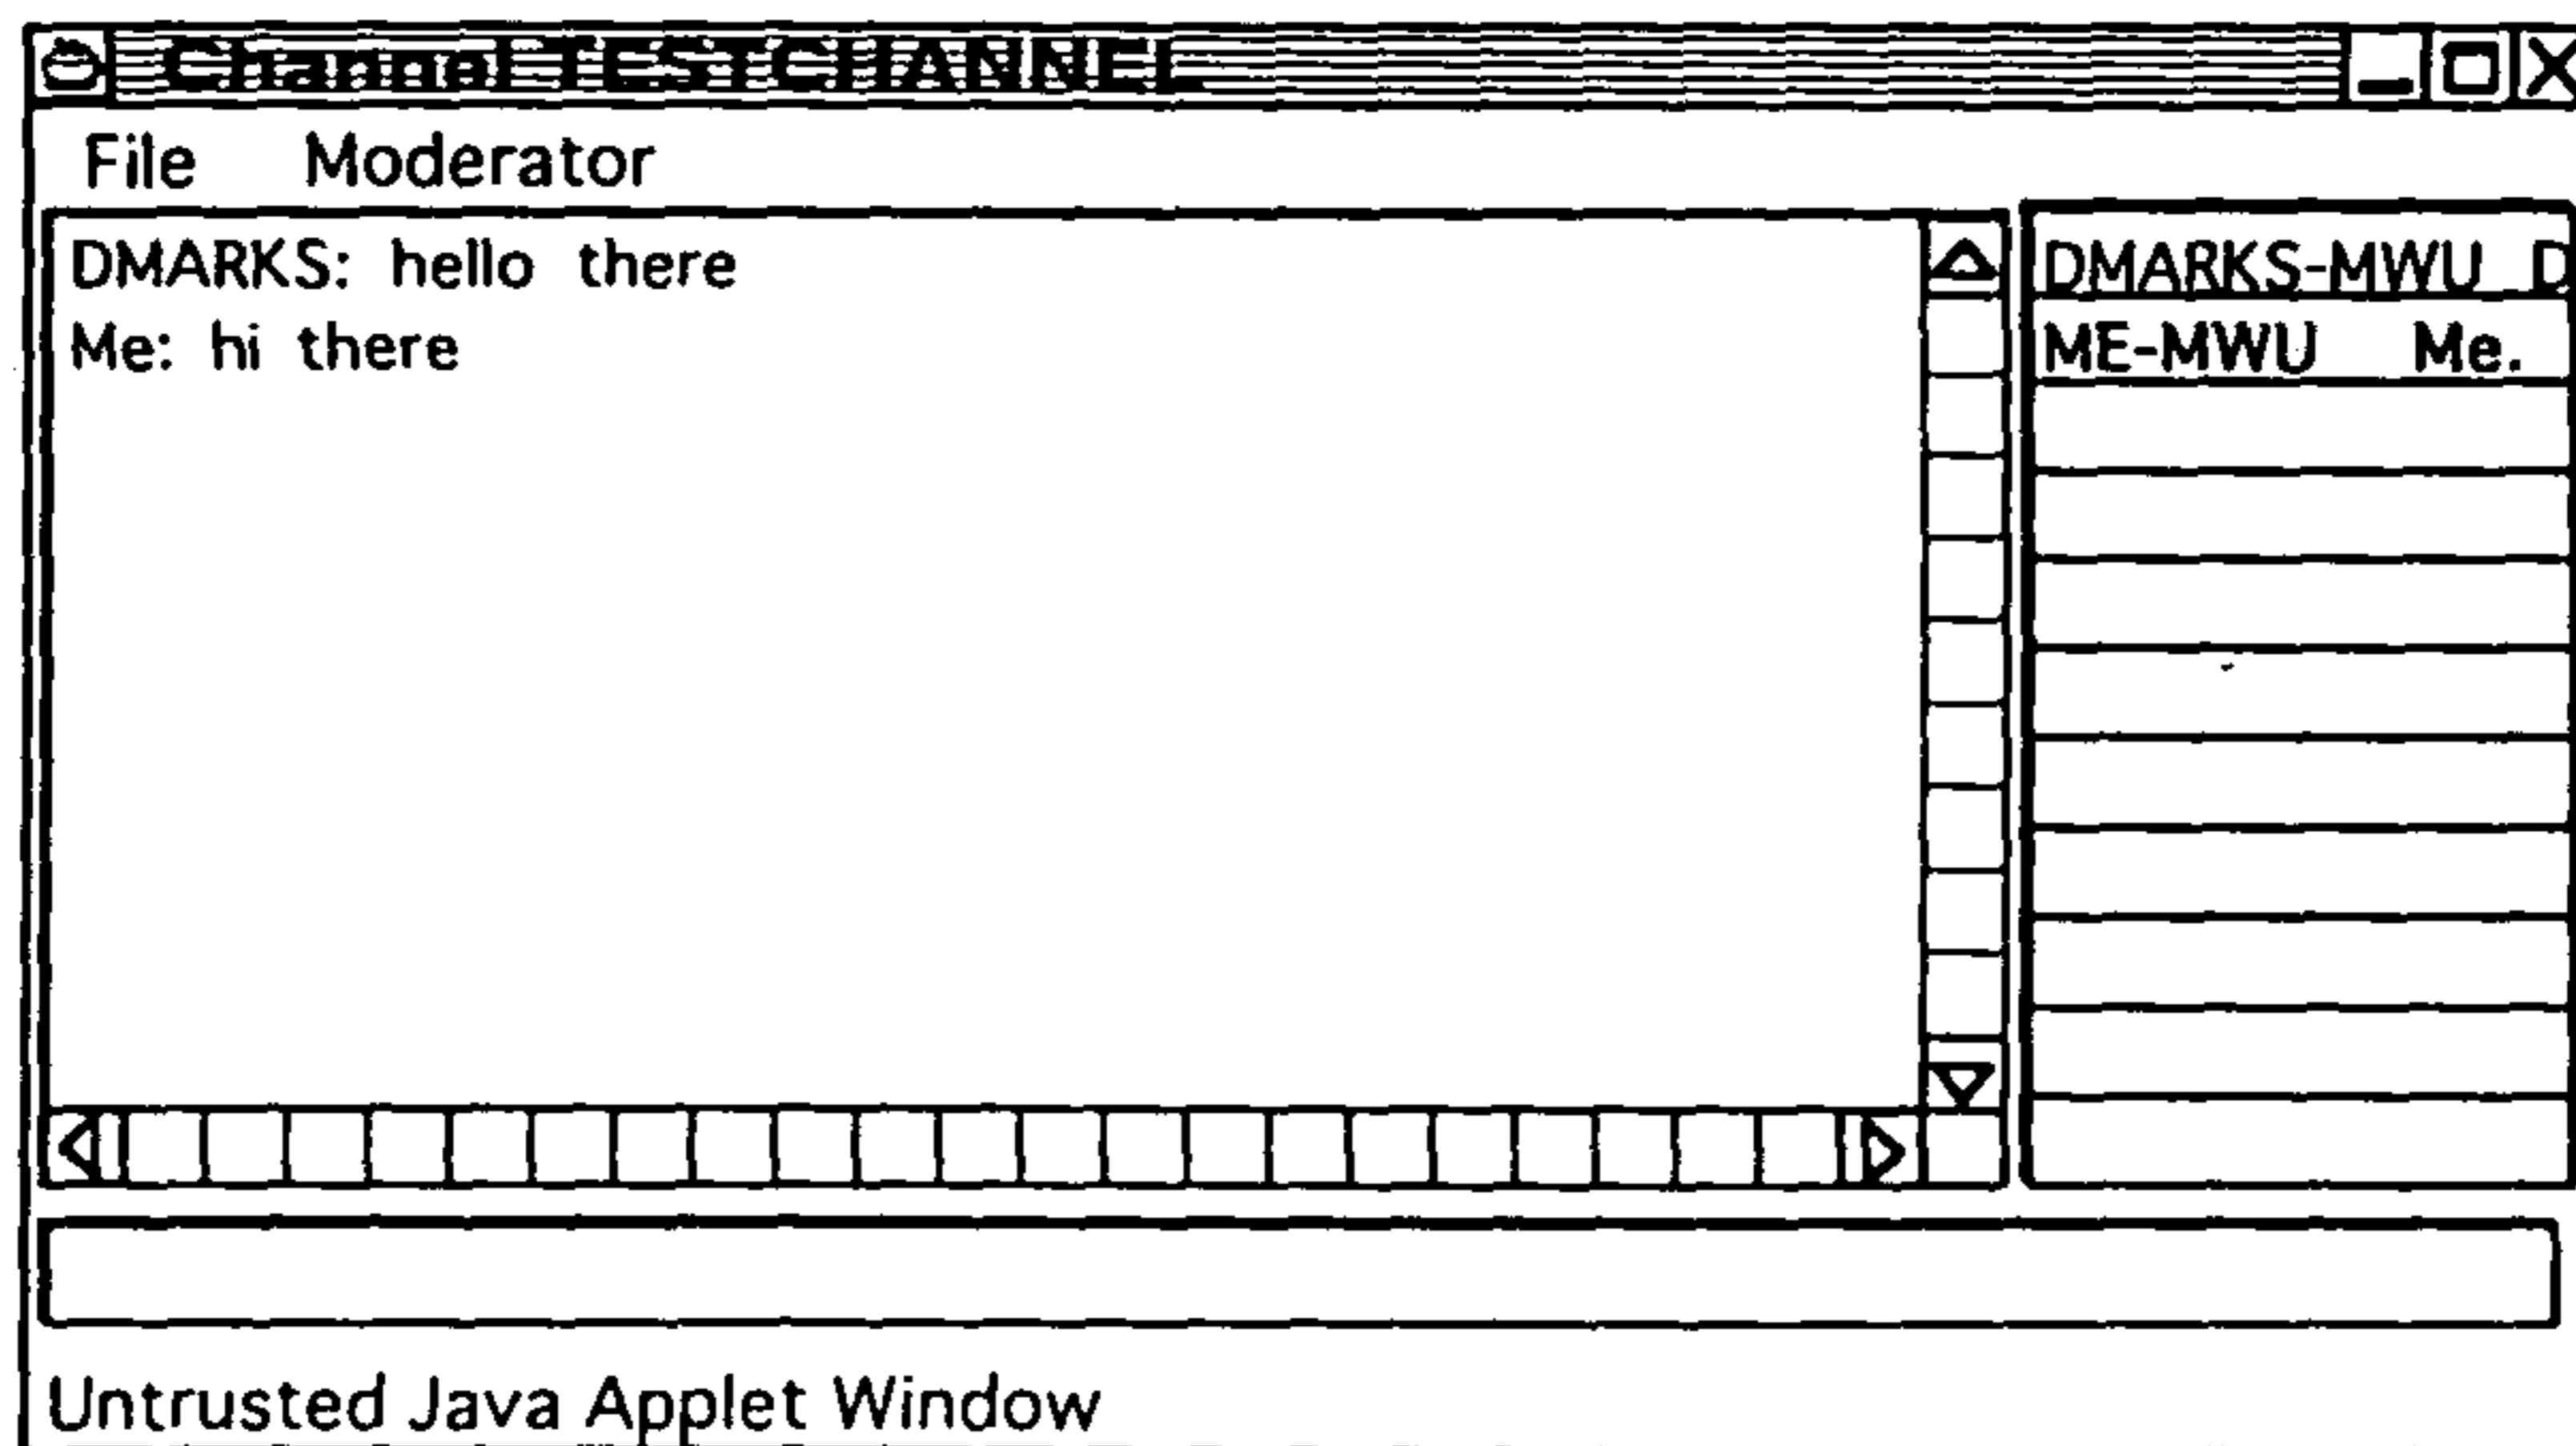 Channel TESTCHANNEL
File Moderator
DMARKS: hello there
Me: hi there
DMARKS-MWU D
ME-MWU Me.
Untrusted Java Applet Window